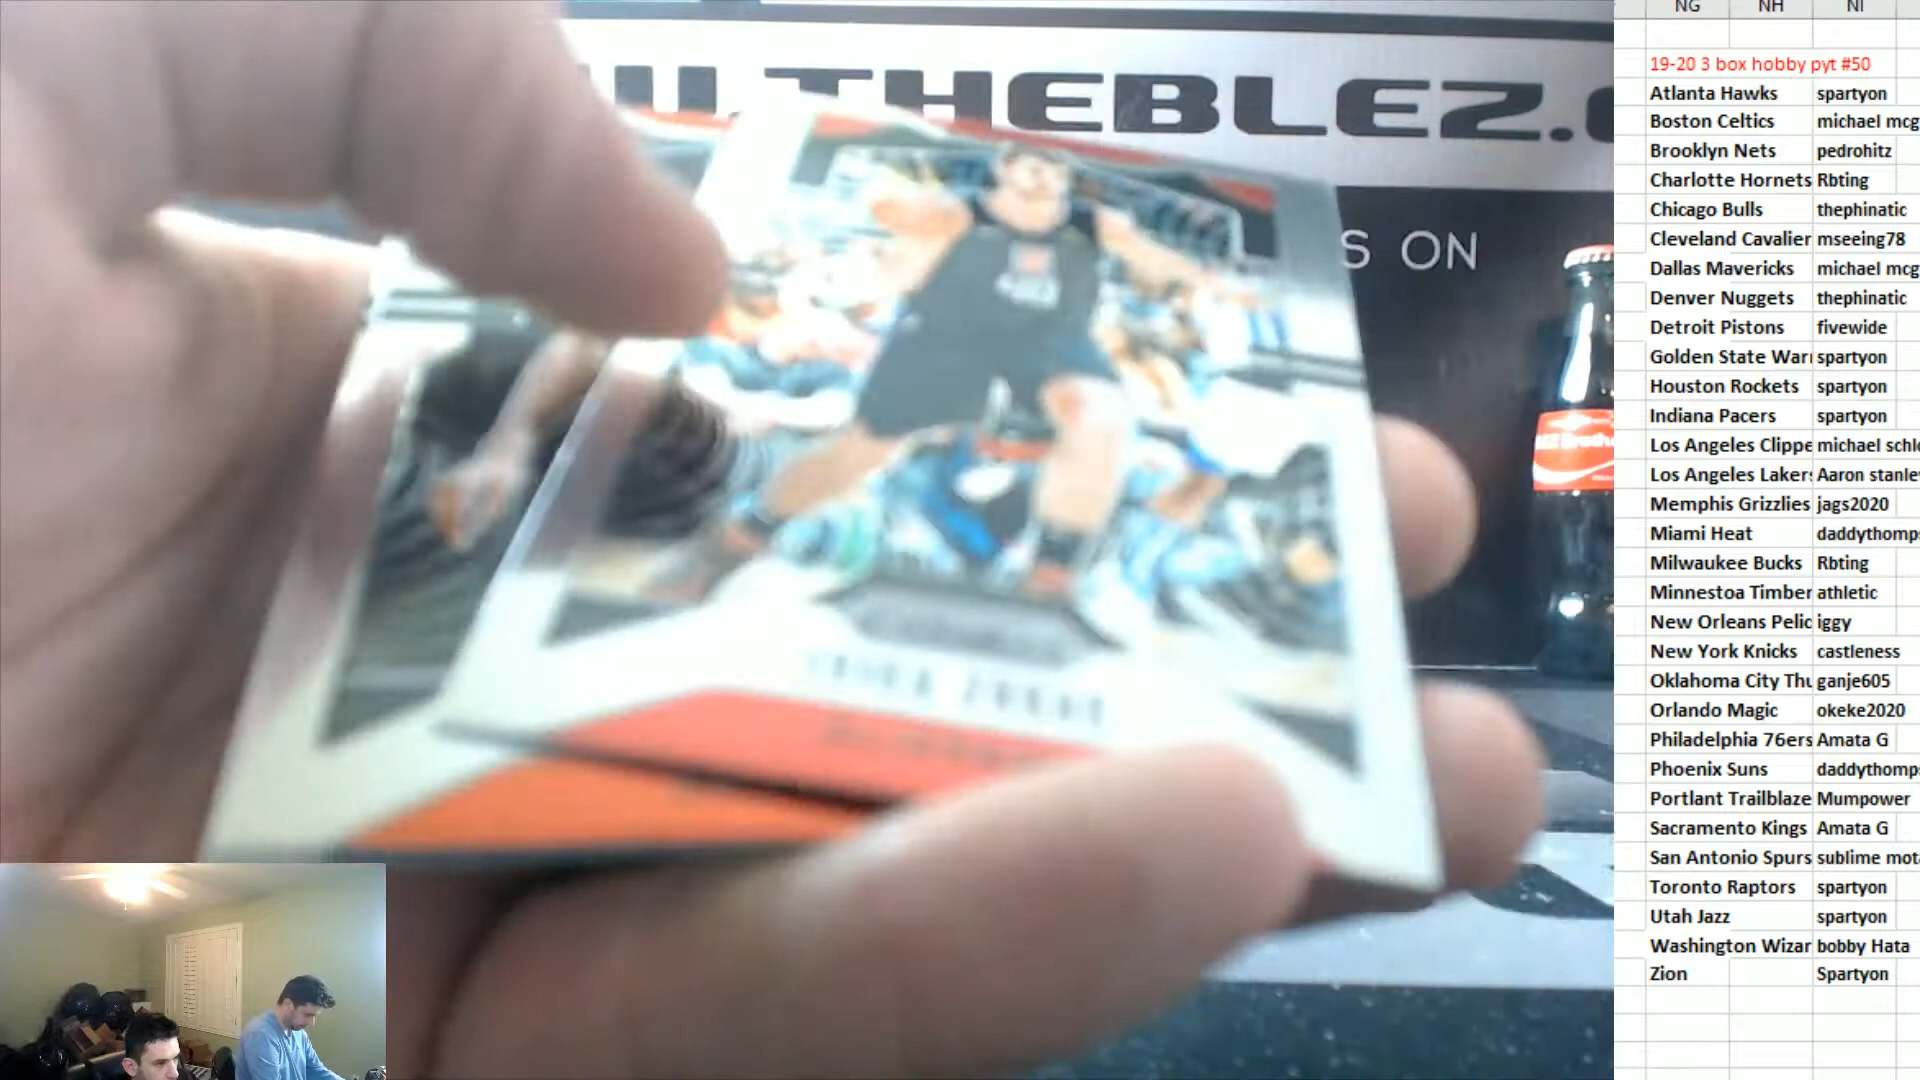 U.THEBLEZ.C
S ON
NG NH NI
19-20 3 box hobby pyt #50
Atlanta Hawks spartyon
Boston Celtics michael mcg
Brooklyn Nets pedrohitz
Charlotte Hornets Rbting
Chicago Bulls thephinatic
Cleveland Cavalier mseeing78
Dallas Mavericks michael mcg
Denver Nuggets thephinatic
Detroit Pistons fivewide
Golden State Warr spartyon
Houston Rockets spartyon
Indiana Pacers spartyon
Los Angeles Clippe michael schl
Los Angeles Lakers Aaron stanle
Memphis Grizzlies jags2020
Miami Heat daddythomp
Milwaukee Bucks Rbting
Minnestoa Timber athletic
New Orleans Pelic iggy
New York Knicks castleness
Oklahoma City Thu ganje605
Orlando Magic okeke2020
Philadelphia 76ers Amata G
Phoenix Suns daddythomp
Portlant Trailblaze Mumpower
Sacramento Kings Amata G
San Antonio Spurs sublime mot
Toronto Raptors spartyon
Utah Jazz spartyon
Washington Wizar bobby Hata
Zion Spartyon